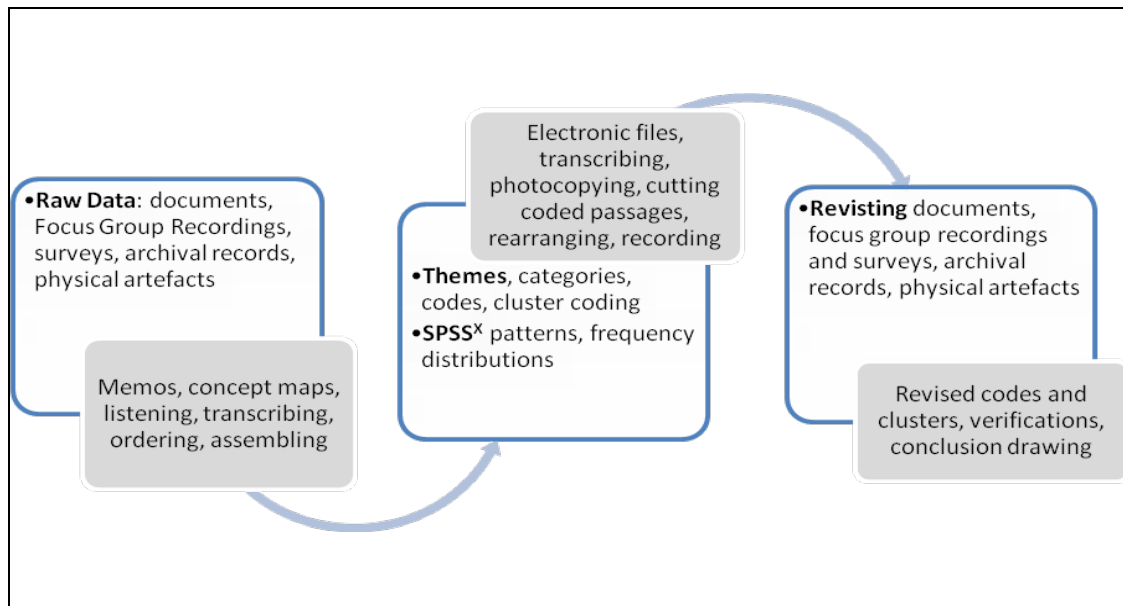 •Raw Data: documents,
Focus Group Recordings,
surveys, archival records,
physical artefacts
Memos, concept maps,
listening, transcribing,
ordering, assembling
Electronic files,
transcribing,
photocopying, cutting
coded passages,
rearranging, recording
•Themes, categories,
codes, cluster coding
•SPSSˣ patterns, frequency
distributions
•Revisting documents,
focus group recordings
and surveys, archival
records, physical artefacts
Revised codes and
clusters, verifications,
conclusion drawing